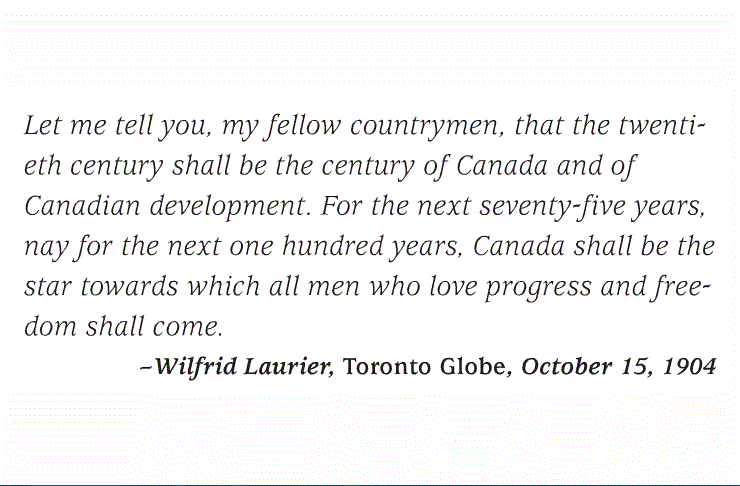 Let me tell you, my fellow countrymen, that the twenti-
eth century shall be the century of Canada and of
Canadian development. For the next seventy-five years,
nay for the next one hundred years, Canada shall be the
star towards which all men who love progress and free-
dom shall come.
–Wilfrid Laurier, Toronto Globe, October 15, 1904